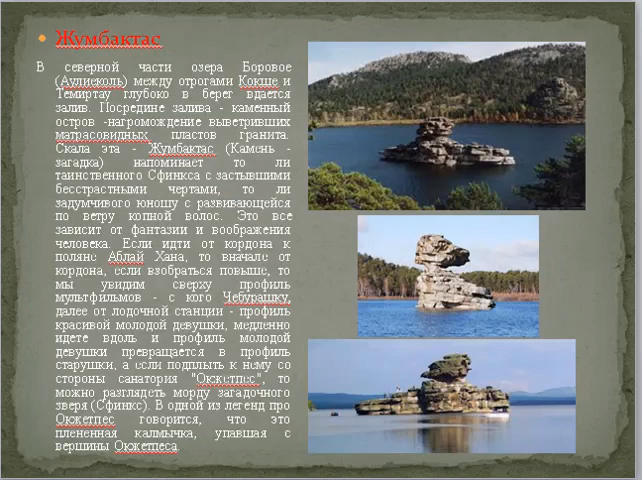 Жумбактас
В северной части озера Боровое
(Аулиеколь) между отрогами Кокше и
Темиртау глубоко в берег вдается
залив. Посредине залива - каменный
остров -нагромождение выветривших
матрасовидных пластов гранита.
Скала эта - Жумбактас (Камень -
загадка) напоминает то ли
таинственного Сфинкса с застывшими
бесстрастными чертами, то ли
задумчивого юношу с развивающейся
по ветру копной волос. Это все
зависит от фантазии и воображения
человека. Если идти от кордона к
поляне Аблай Хана, то вначале от
кордона, если взобраться повыше, то
мы увидим сверху профиль
мультфильмов - с кого Чебурашку,
далее от лодочной станции - профиль
красивой молодой девушки, медленно
идете вдоль и профиль молодой
девушки превращается в профиль
старушки, а если подплыть к нему со
стороны санатория "Окжетпес", то
можно разглядеть морду загадочного
зверя (Сфинкс). В одной из легенд про
Окжетпес говорится, что это
плененная калмычка, упавшая с
вершины Окжетпеса.